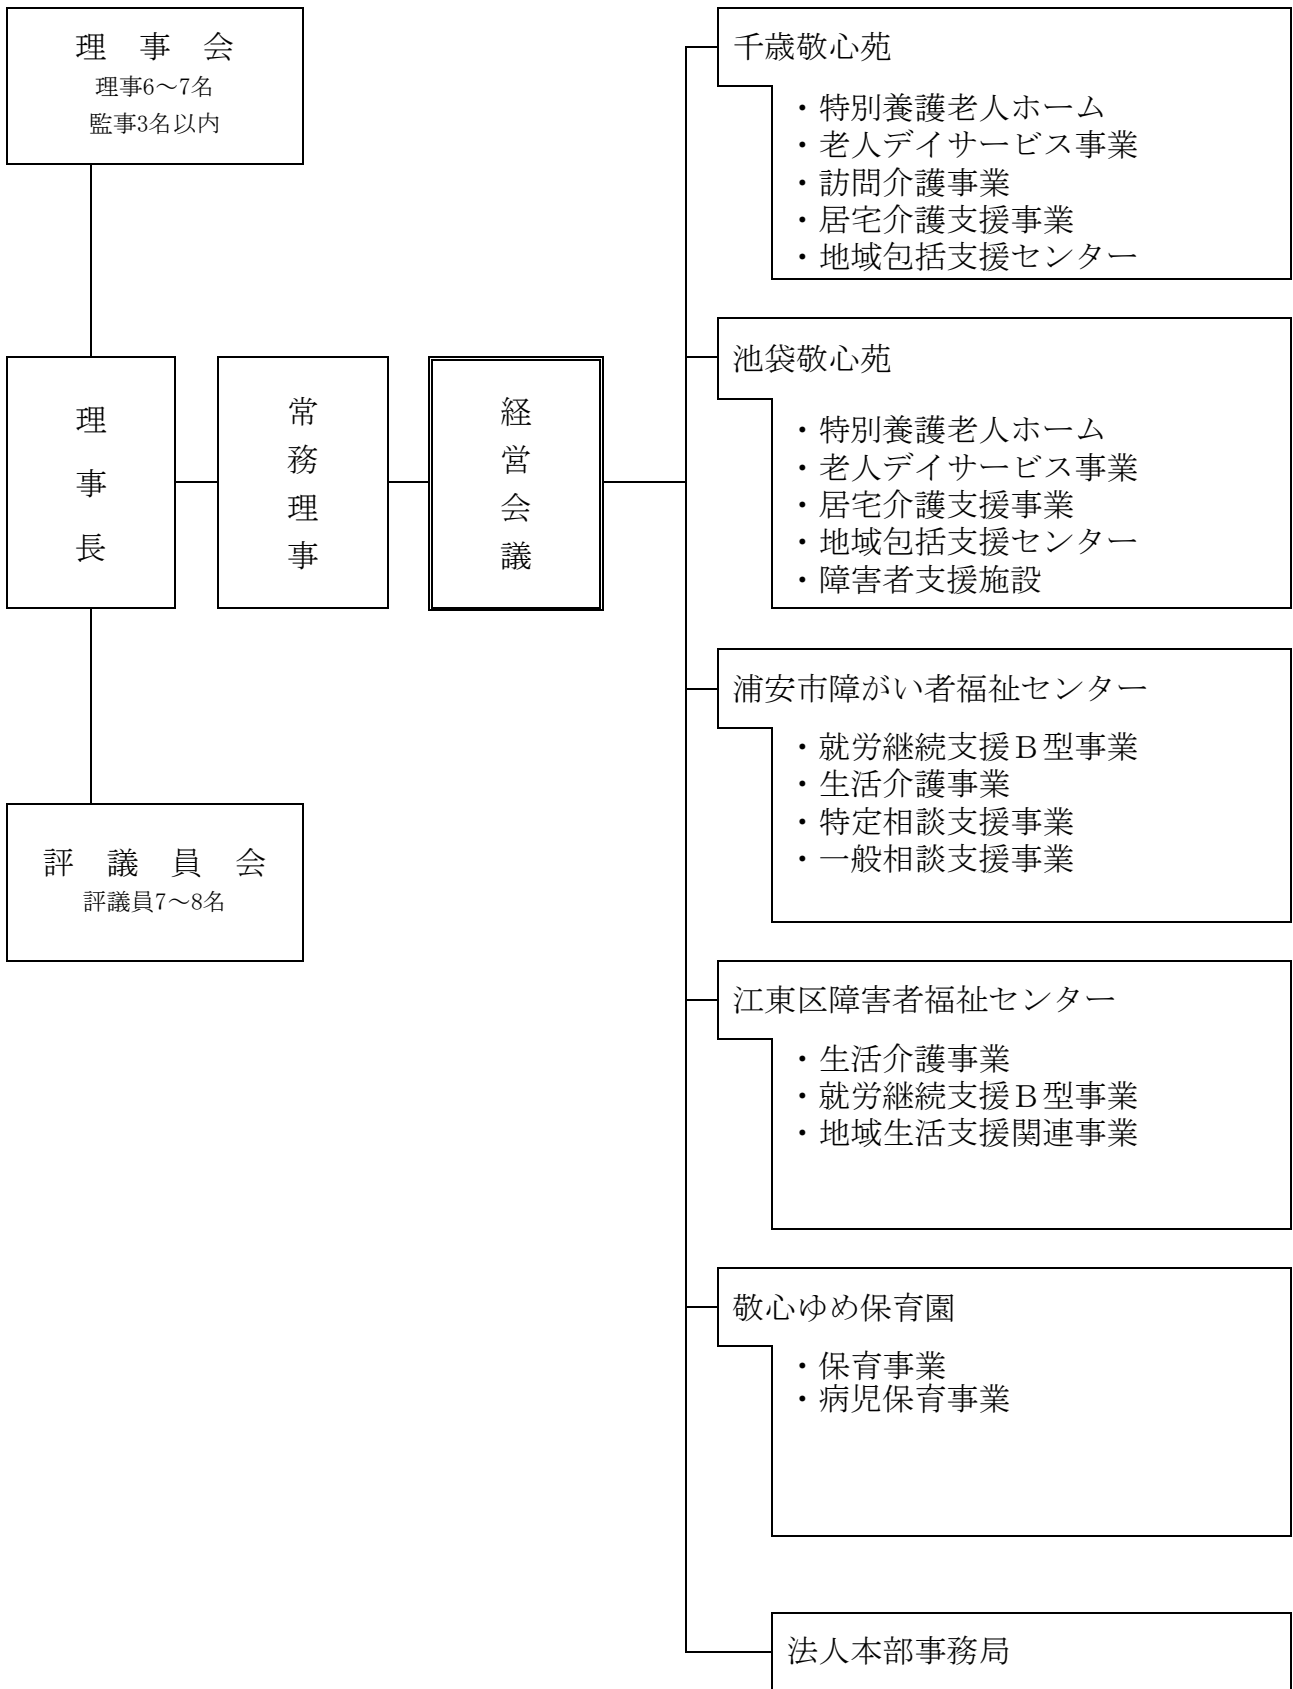 理 事 会
理事6～7名
監事3名以内
理事長
常務理事
経営会議
評 議 員 会
評議員7～8名
千歳敬心苑
・特別養護老人ホーム
・老人デイサービス事業
・訪問介護事業
・居宅介護支援事業
・地域包括支援センター
池袋敬心苑
・特別養護老人ホーム
・老人デイサービス事業
・居宅介護支援事業
・地域包括支援センター
・障害者支援施設
浦安市障がい者福祉センター
・就労継続支援Ｂ型事業
・生活介護事業
・特定相談支援事業
・一般相談支援事業
江東区障害者福祉センター
・生活介護事業
・就労継続支援Ｂ型事業
・地域生活支援関連事業
敬心ゆめ保育園
・保育事業
・病児保育事業
法人本部事務局